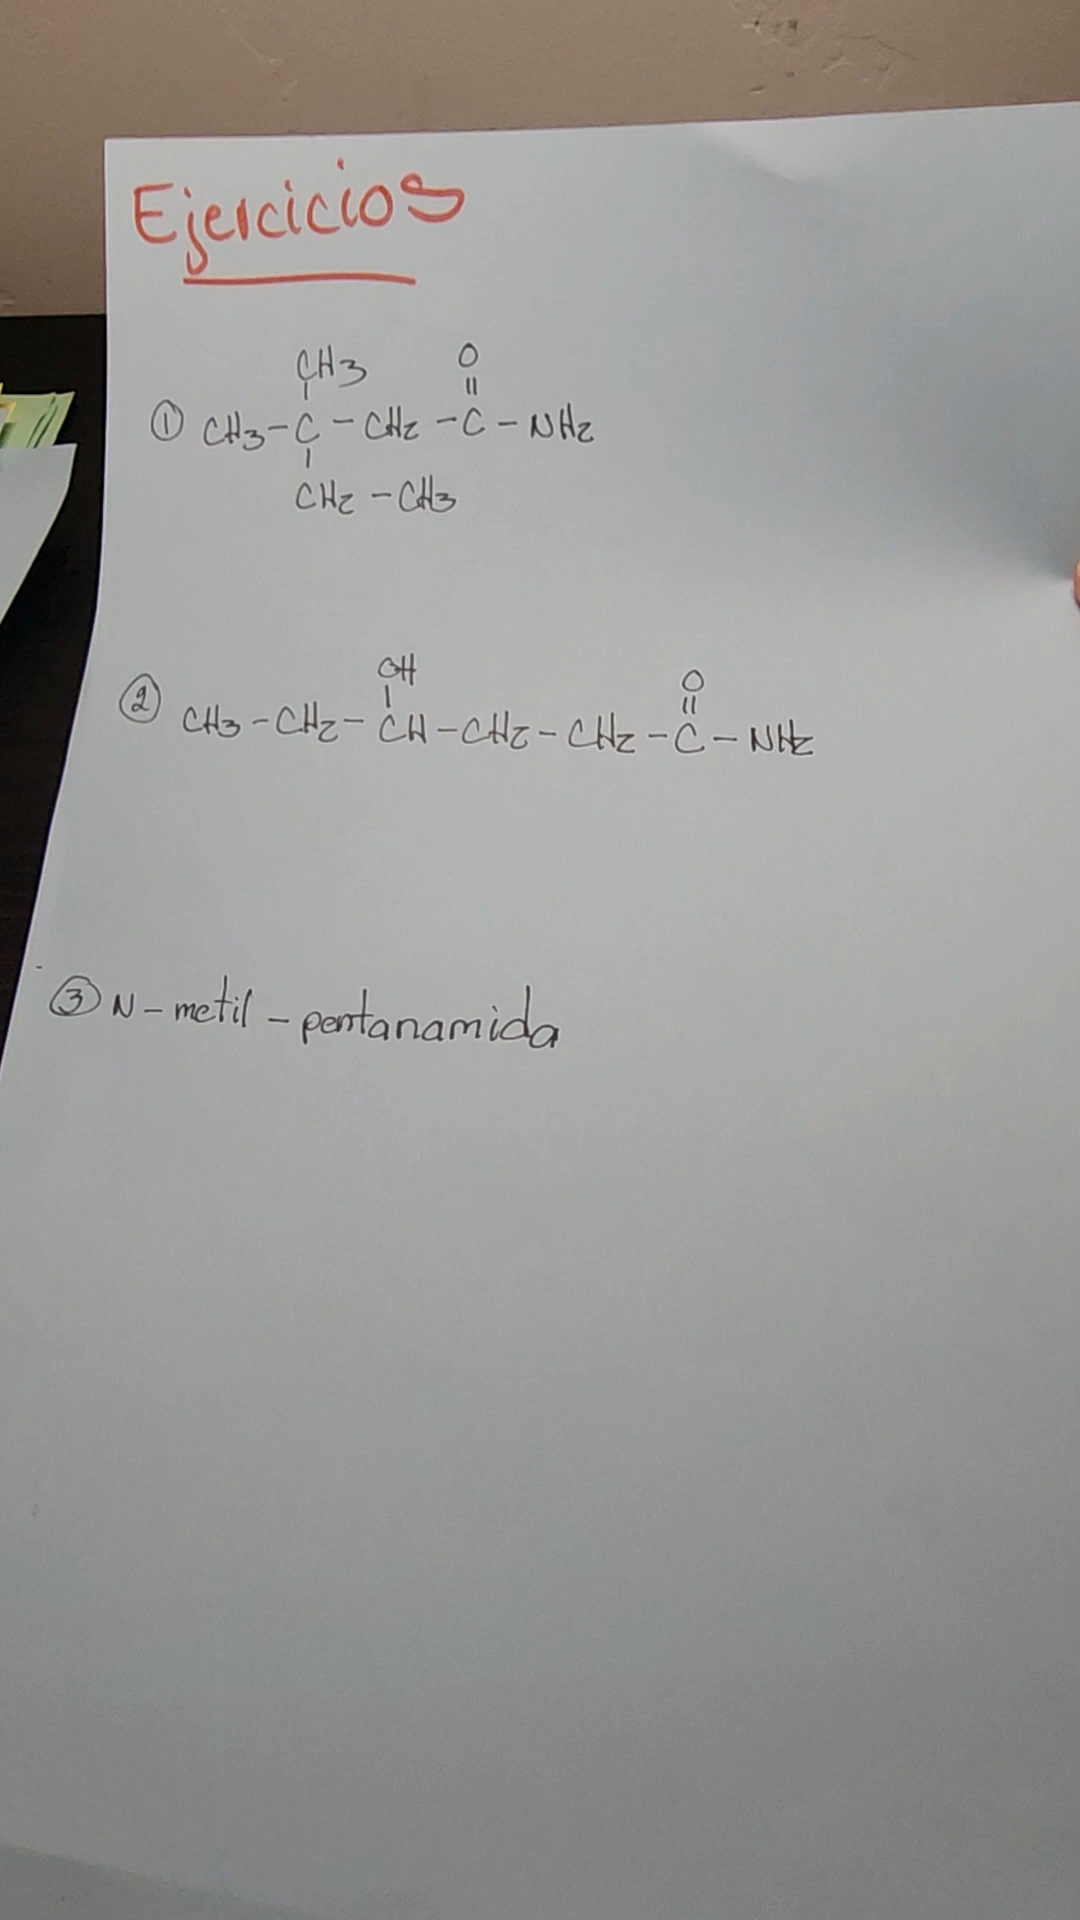 Ejercicios
CH3 O
|  ||
① CH3-C-CH2-C-NH2
|
CH2-CH3
OH O
|  ||
② CH3-CH2-CH-CH2-CH2-C-NH2
③ N-metil-pentanamida